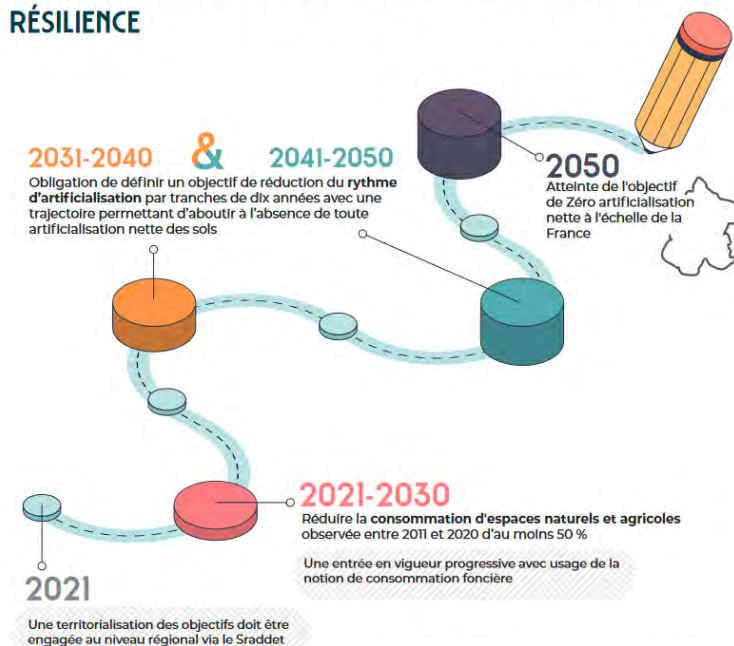 RÉSILIENCE
2031-2040 & 2041-2050
Obligation de définir un objectif de réduction du rythme
d'artificialisation par tranches de dix années avec une
trajectoire permettant d'aboutir à l'absence de toute
artificialisation nette des sols
2050
Atteinte de l'objectif
de Zéro artificialisation
nette à l'échelle de la
France
2021-2030
Réduire la consommation d'espaces naturels et agricoles
observée entre 2011 et 2020 d'au moins 50 %
Une entrée en vigueur progressive avec usage de la
notion de consommation foncière
2021
Une territorialisation des objectifs doit être
engagée au niveau régional via le Sraddet